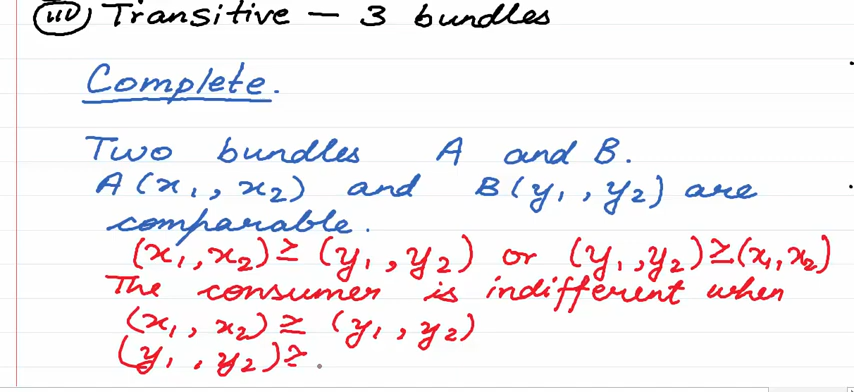 (iii) Transitive — 3 bundles
Complete.
Two bundles A and B.
A(x₁, x₂) and B(y₁, y₂) are
comparable.
(x₁, x₂) ≥ (y₁, y₂) or (y₁, y₂) ≥ (x₁, x₂)
The consumer is indifferent when
(x₁, x₂) ≥ (y₁, y₂)
(y₁, y₂) ≥